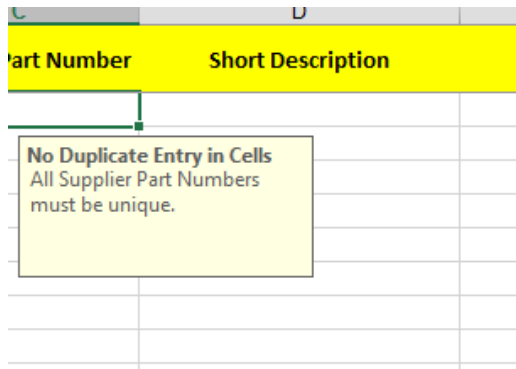 C D
Part Number Short Description
No Duplicate Entry in Cells
All Supplier Part Numbers
must be unique.